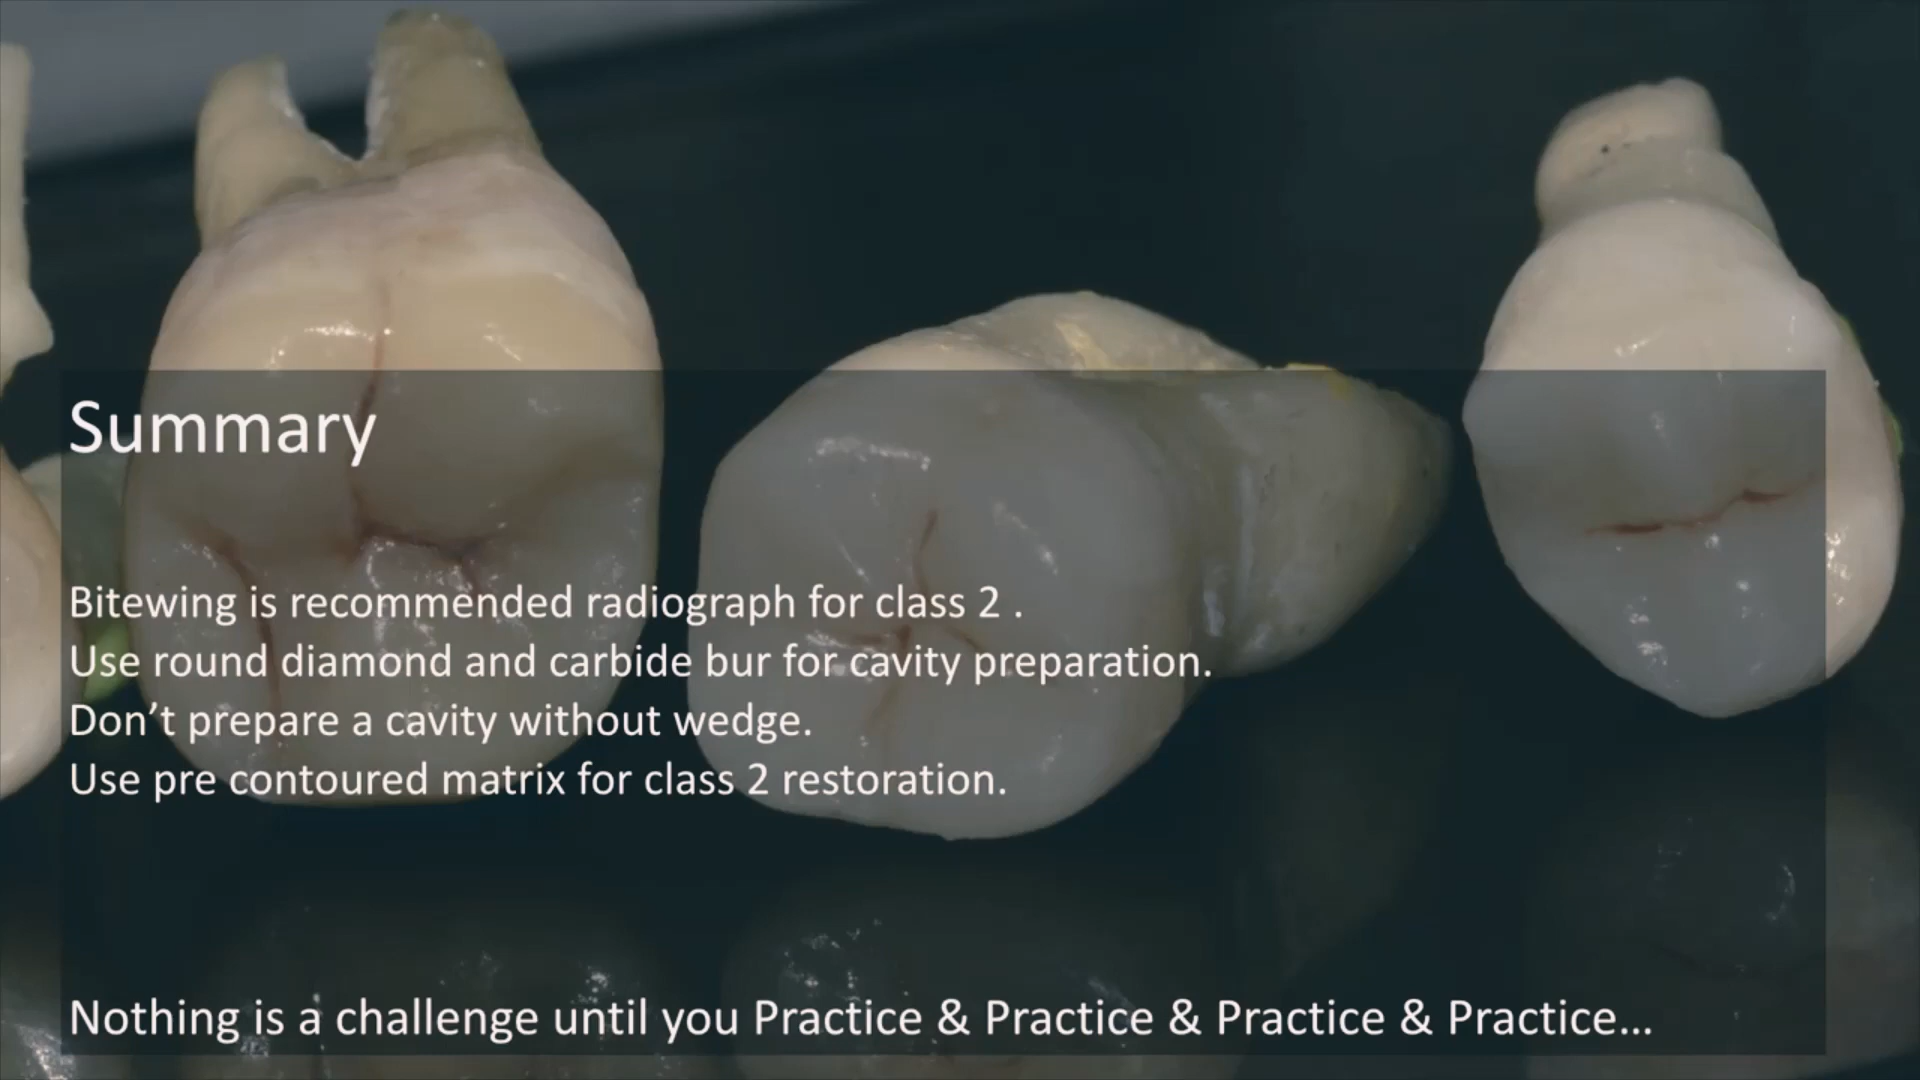 Summary
Bitewing is recommended radiograph for class 2 .
Use round diamond and carbide bur for cavity preparation.
Don’t prepare a cavity without wedge.
Use pre contoured matrix for class 2 restoration.
Nothing is a challenge until you Practice & Practice & Practice & Practice…